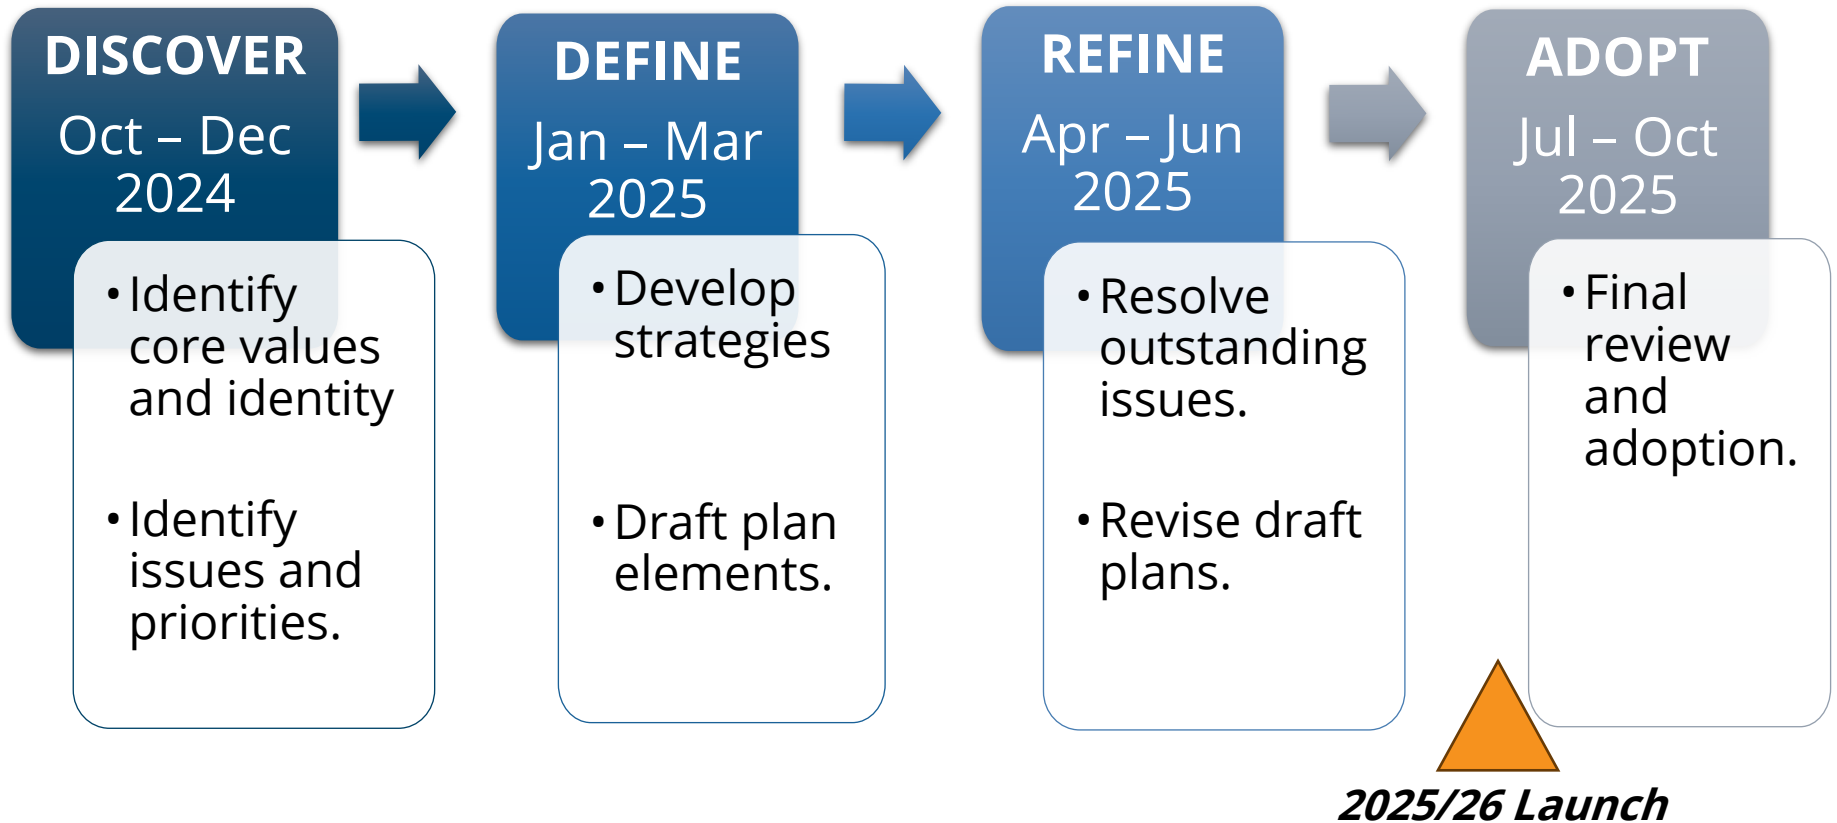 DISCOVER
Oct – Dec
2024
• Identify
core values
and identity
• Identify
issues and
priorities.
DEFINE
Jan – Mar
2025
• Develop
strategies
• Draft plan
elements.
REFINE
Apr – Jun
2025
• Resolve
outstanding
issues.
• Revise draft
plans.
ADOPT
Jul – Oct
2025
• Final
review
and
adoption.
2025/26 Launch